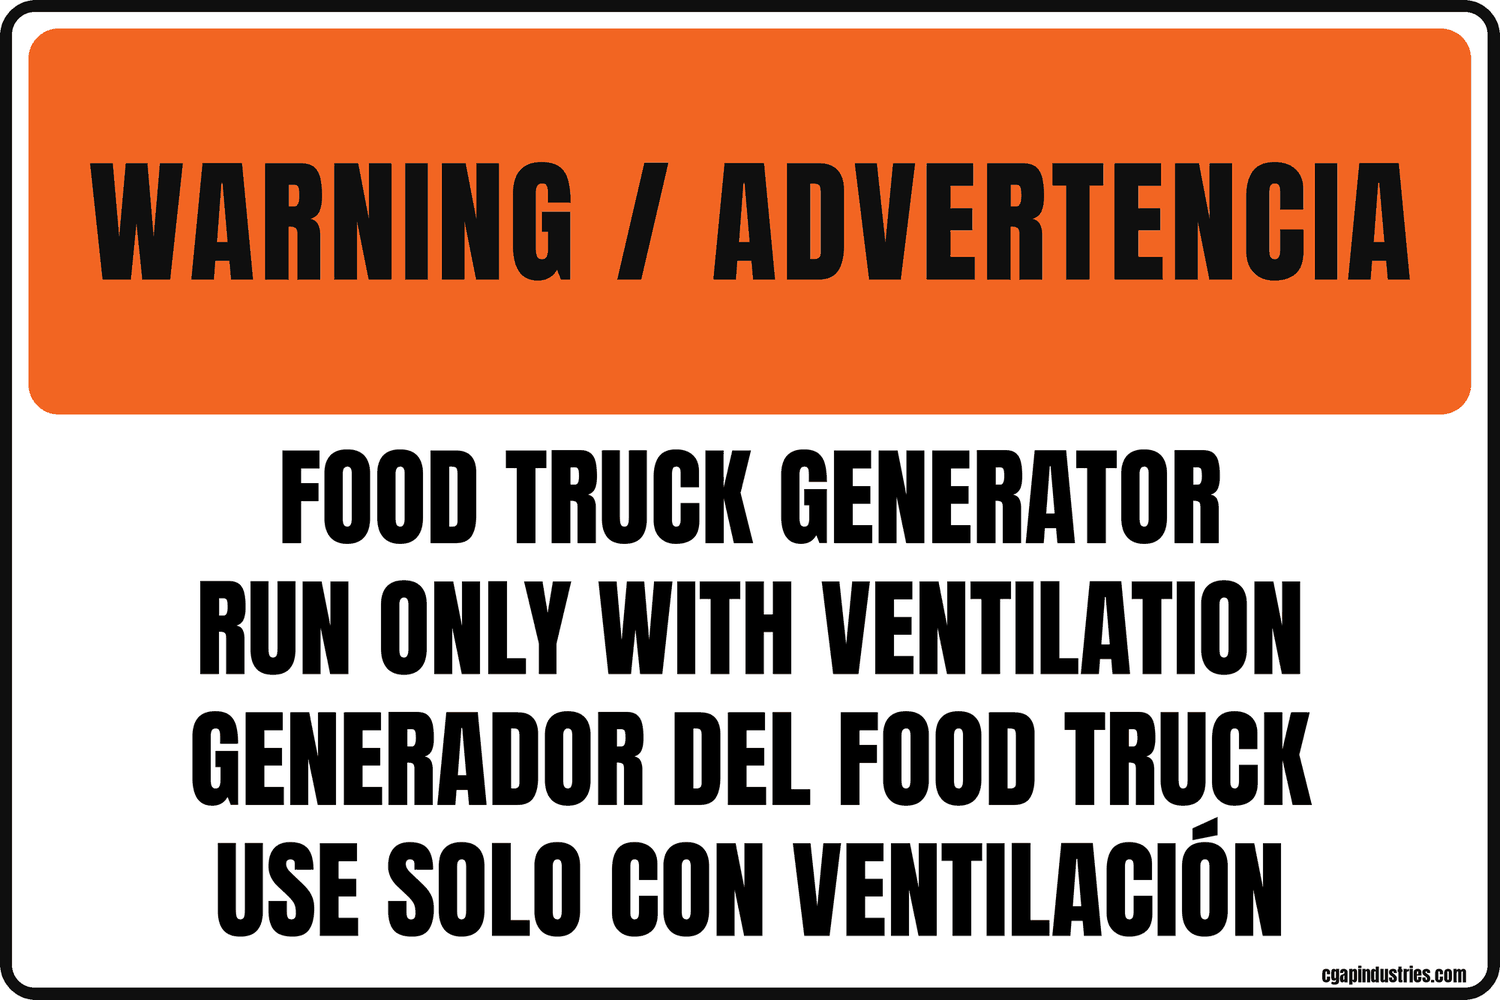 WARNING / ADVERTENCIA
FOOD TRUCK GENERATOR
RUN ONLY WITH VENTILATION
GENERADOR DEL FOOD TRUCK
USE SOLO CON VENTILACIÓN
cgapindustries.com